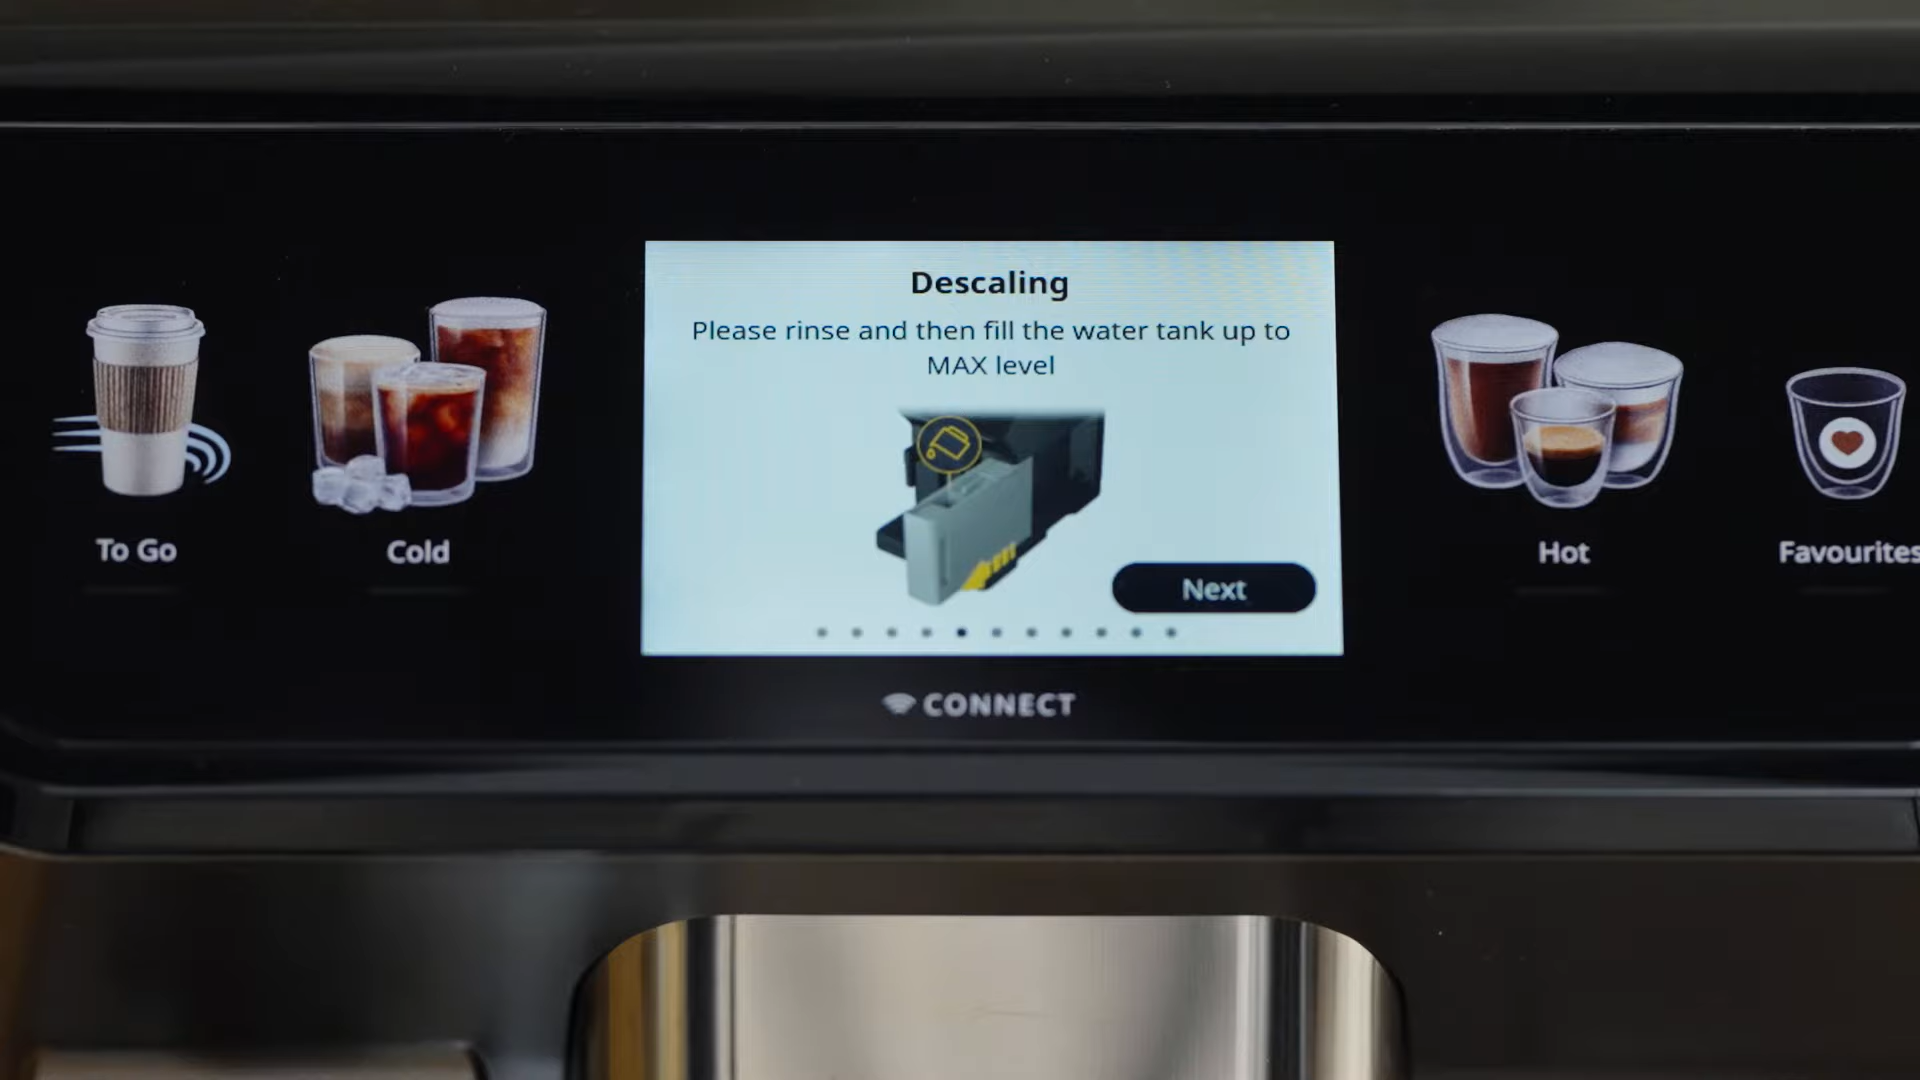 Descaling
Please rinse and then fill the water tank up to
MAX level
Next
To Go
Cold
Hot
Favourites
CONNECT